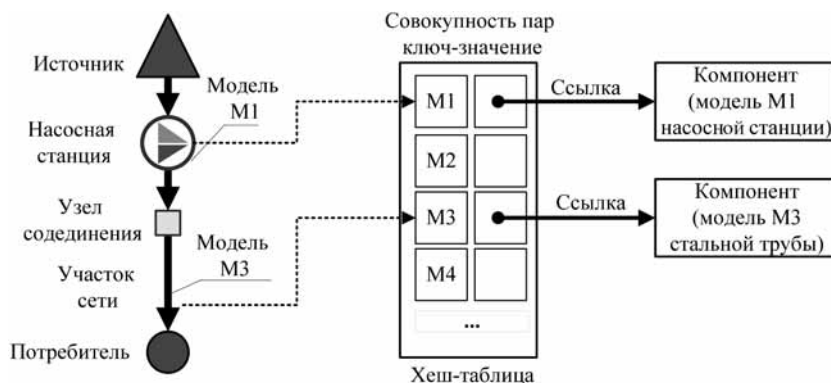 Источник
Модель
М1
Насосная
станция
Узел
содединения
Модель
М3
Участок
сети
Потребитель
Совокупность пар
ключ-значение
М1
М2
М3
М4
...
Хеш-таблица
Ссылка
Компонент
(модель М1
насосной станции)
Ссылка
Компонент
(модель М3
стальной трубы)